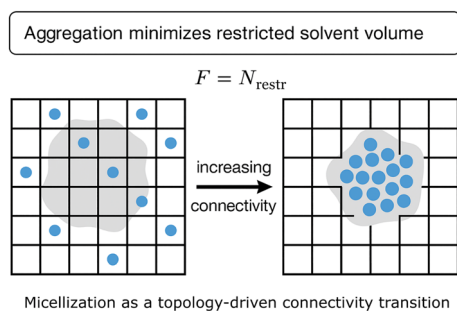 Aggregation minimizes restricted solvent volume
F = N_restr
increasing
connectivity
Micellization as a topology-driven connectivity transition